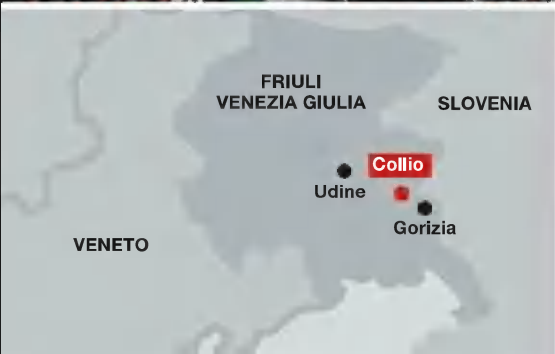 FRIULI
VENEZIA GIULIA
SLOVENIA
Collio
Udine
Gorizia
VENETO